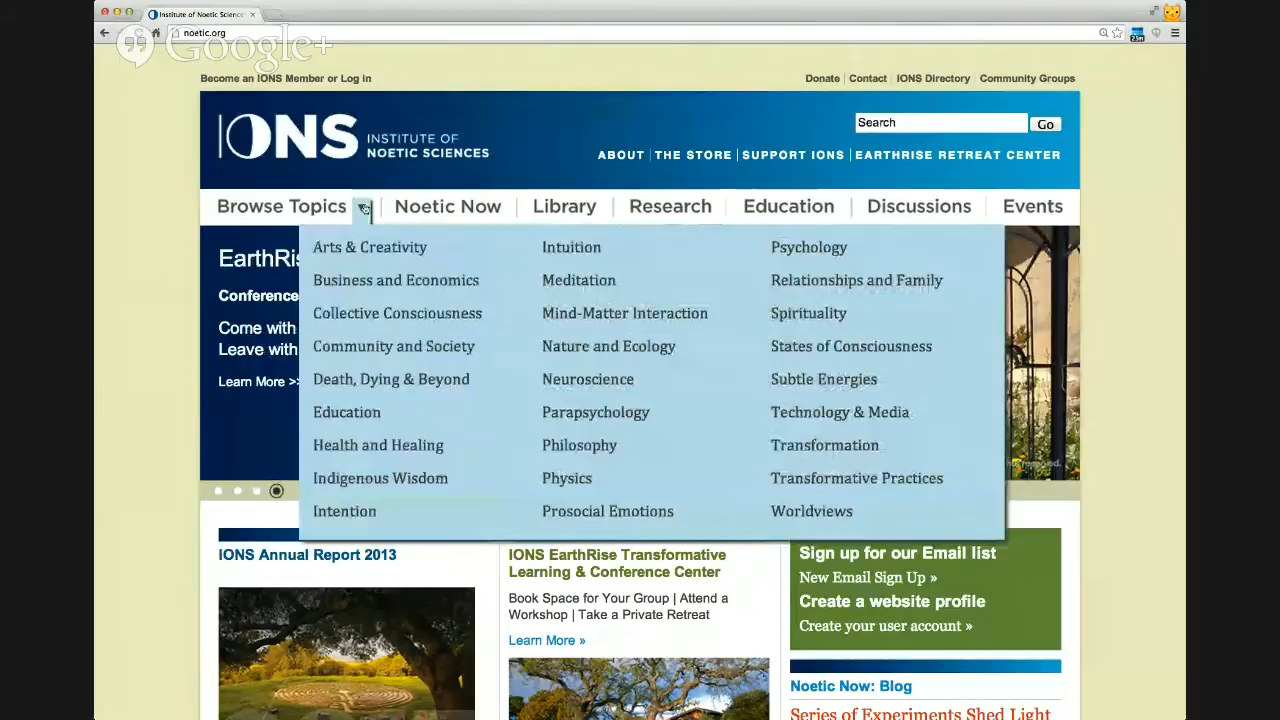 Institute of Noetic Science
noetic.org
Google+
Become an IONS Member or Log In
Donate | Contact | IONS Directory | Community Groups
IONS INSTITUTE OF NOETIC SCIENCES
Search Go
ABOUT | THE STORE | SUPPORT IONS | EARTHRISE RETREAT CENTER
Browse Topics | Noetic Now | Library | Research | Education | Discussions | Events
Arts & Creativity
Business and Economics
Collective Consciousness
Community and Society
Death, Dying & Beyond
Education
Health and Healing
Indigenous Wisdom
Intention
Intuition
Meditation
Mind-Matter Interaction
Nature and Ecology
Neuroscience
Parapsychology
Philosophy
Physics
Prosocial Emotions
Psychology
Relationships and Family
Spirituality
States of Consciousness
Subtle Energies
Technology & Media
Transformation
Transformative Practices
Worldviews
EarthRi
Conference
Come with
Leave with
Learn More >>
IONS Annual Report 2013
IONS EarthRise Transformative
Learning & Conference Center
Book Space for Your Group | Attend a
Workshop | Take a Private Retreat
Learn More »
Sign up for our Email list
New Email Sign Up »
Create a website profile
Create your user account »
Noetic Now: Blog
Series of Experiments Shed Light